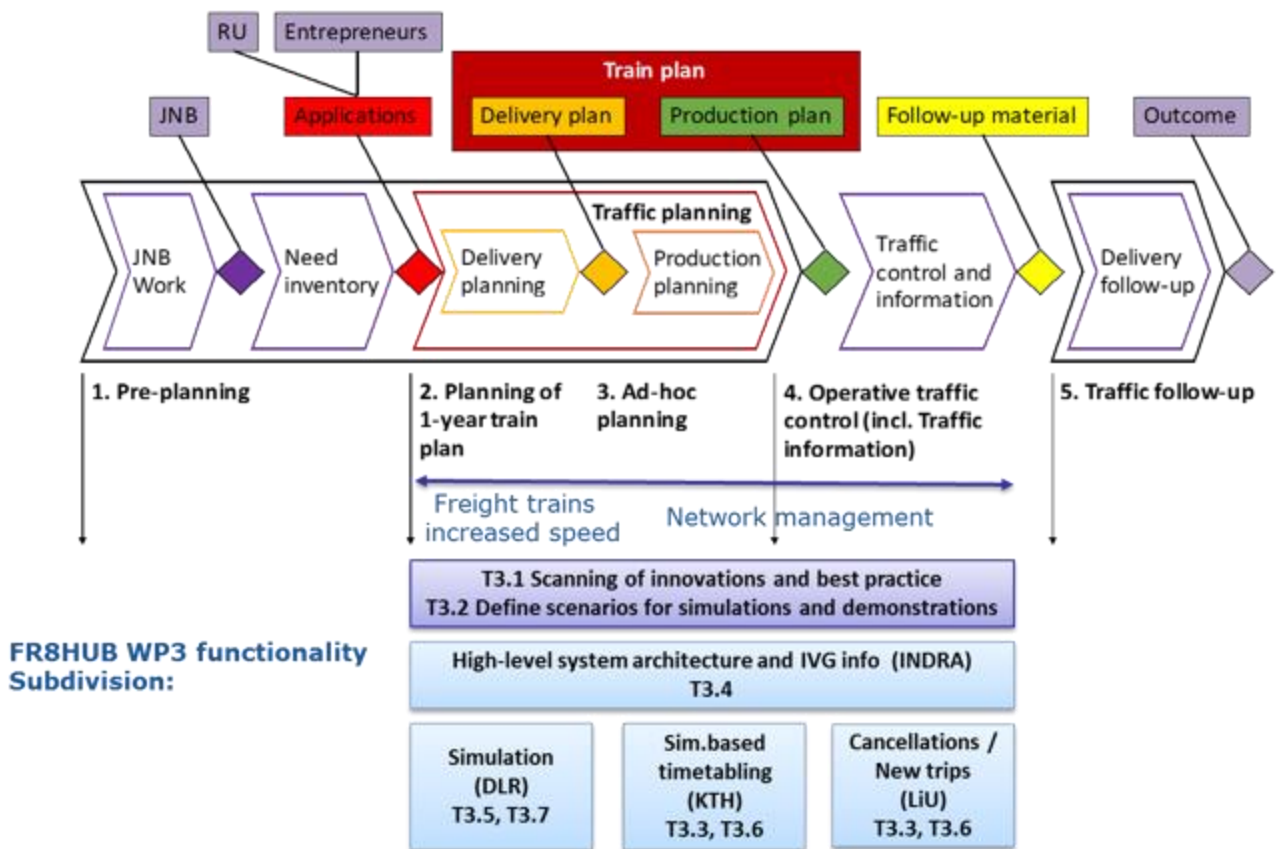 RU
Entrepreneurs
Train plan
JNB
Applications
Delivery plan
Production plan
Follow-up material
Outcome
Traffic planning
JNB
Work
Need
inventory
Delivery
planning
Production
planning
Traffic
control and
information
Delivery
follow-up
1. Pre-planning
2. Planning of
1-year train
plan
3. Ad-hoc
planning
4. Operative traffic
control (incl. Traffic
information)
5. Traffic follow-up
Freight trains
increased speed
Network management
T3.1 Scanning of innovations and best practice
T3.2 Define scenarios for simulations and demonstrations
FR8HUB WP3 functionality
Subdivision:
High-level system architecture and IVG info (INDRA)
T3.4
Simulation
(DLR)
T3.5, T3.7
Sim.based
timetabling
(KTH)
T3.3, T3.6
Cancellations /
New trips
(LiU)
T3.3, T3.6